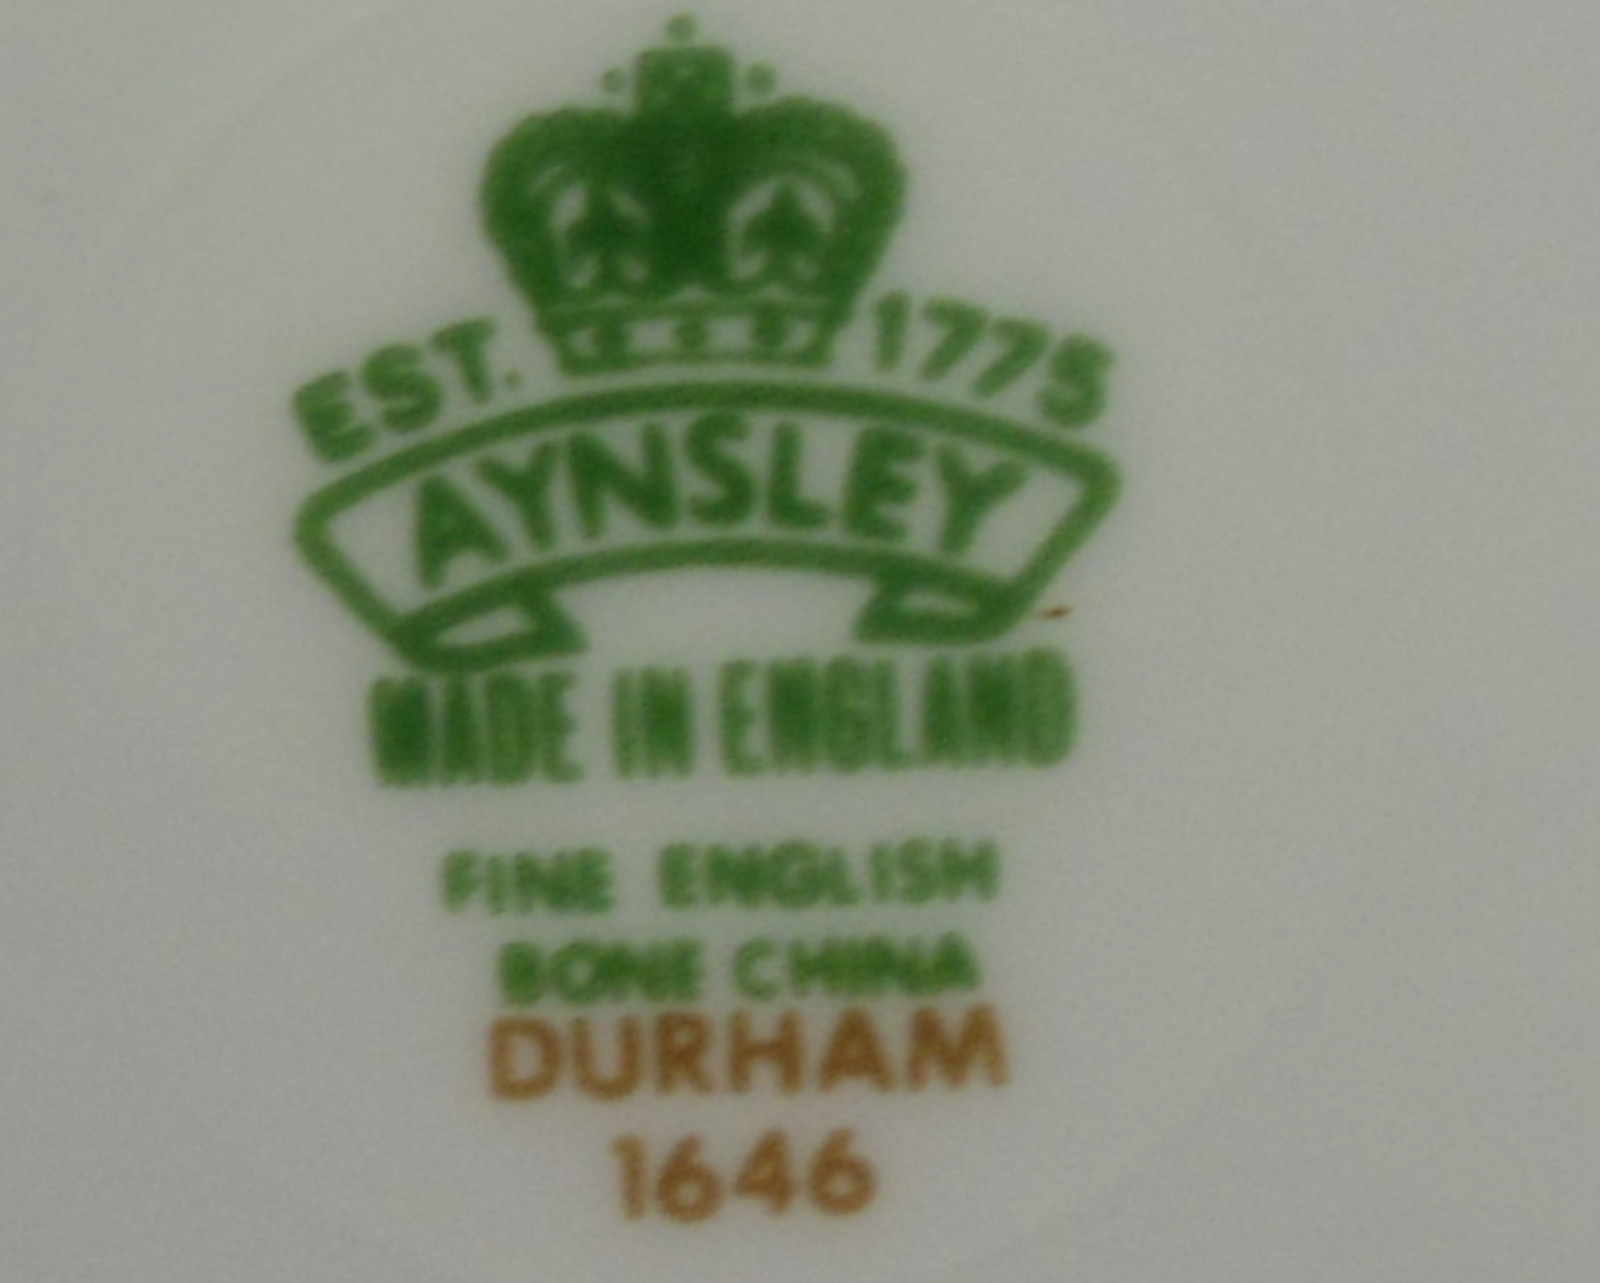 EST. 1775
AYNSLEY
MADE IN ENGLAND
FINE ENGLISH
BONE CHINA
DURHAM
1646